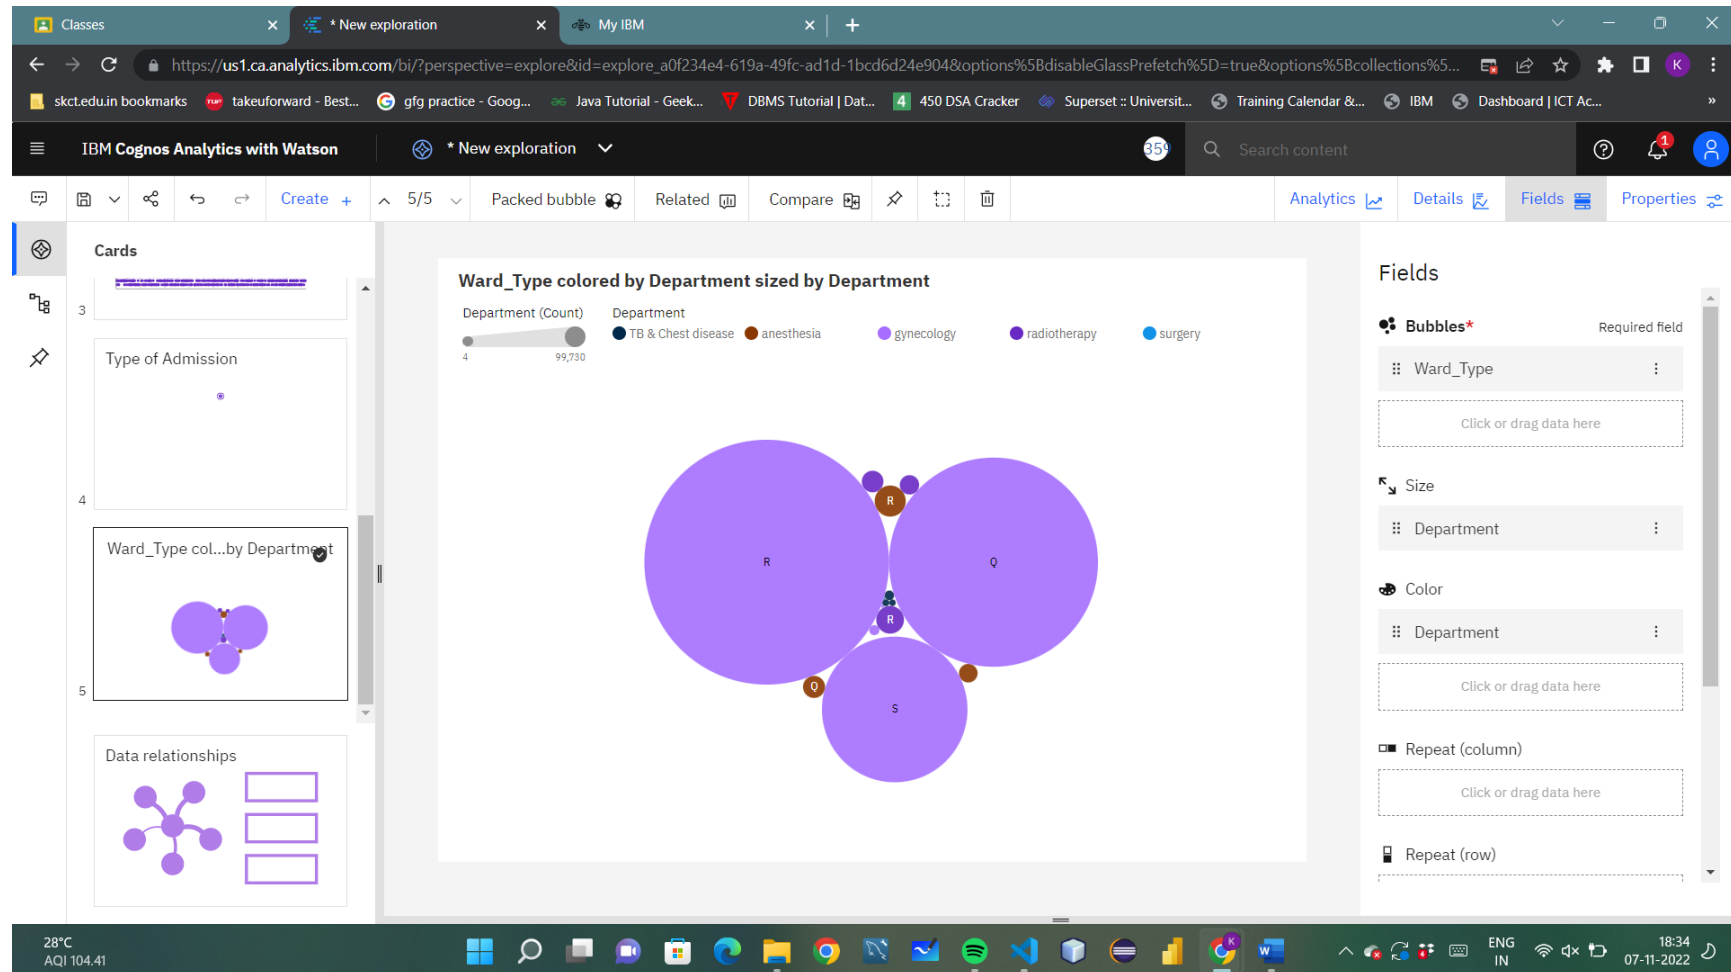 Classes
* New exploration
My IBM
https://us1.ca.analytics.ibm.com/bi/?perspective=explore&id=explore_a0f234e4-619a-49fc-ad1d-1bcd6d24e904&options%5BdisableGlassPrefetch%5D=true&options%5Bcollections%5...
K
skct.edu.in bookmarks
takeuforward - Best...
gfg practice - Goog...
Java Tutorial - Geek...
DBMS Tutorial | Dat...
450 DSA Cracker
Superset :: Universit...
Training Calendar &...
IBM
Dashboard | ICT Ac...
IBM Cognos Analytics with Watson
* New exploration
Search content
1
Create +
5/5
Packed bubble
Related
Compare
Analytics
Details
Fields
Properties
Cards
3
Type of Admission
4
Ward_Type col...by Department
5
Data relationships
Ward_Type colored by Department sized by Department
Department (Count)
4
99,730
Department
TB & Chest disease
anesthesia
gynecology
radiotherapy
surgery
R
R
Q
R
Q
S
Fields
Bubbles*
Required field
Ward_Type
Click or drag data here
Size
Department
Color
Department
Click or drag data here
Repeat (column)
Click or drag data here
Repeat (row)
28°C
AQI 104.41
K
ENG
IN
18:34
07-11-2022